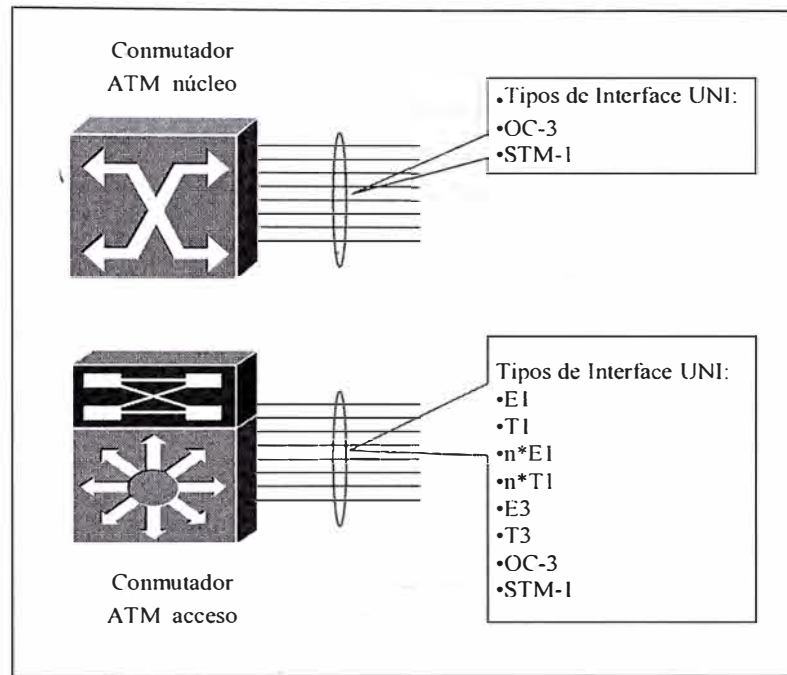 Conmutador
ATM núcleo
•Tipos de Interface UNI:
•OC-3
•STM-1
Tipos de Interface UNI:
•E1
•T1
•n*E1
•n*T1
•E3
•T3
•OC-3
•STM-1
Conmutador
ATM acceso